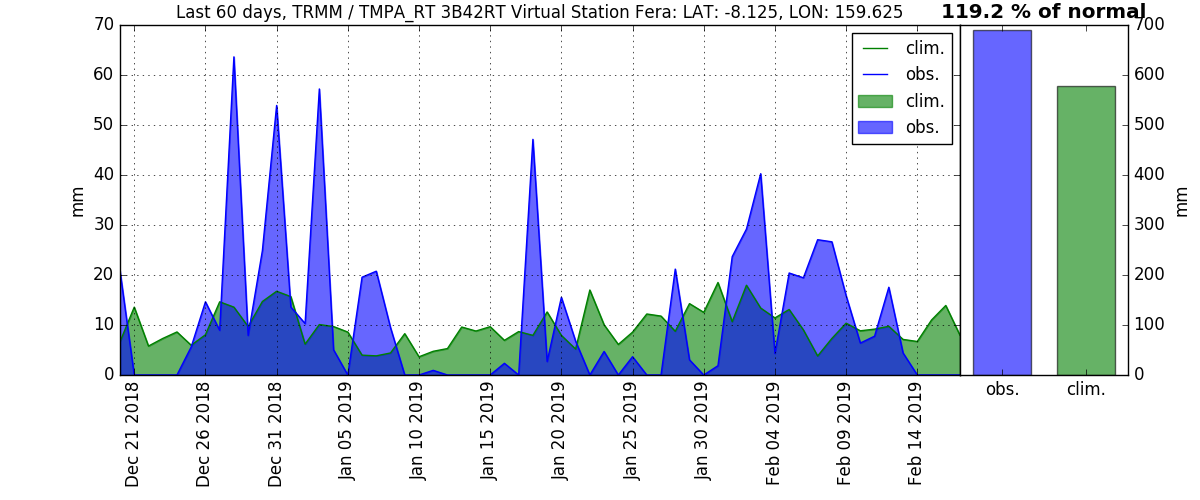 Last 60 days, TRMM / TMPA_RT 3B42RT Virtual Station Fera: LAT: -8.125, LON: 159.625
119.2 % of normal
70
60
50
40
30
20
10
0
mm
clim.
obs.
clim.
obs.
700
600
500
400
300
200
100
0
mm
obs.
clim.
Dec 21 2018
Dec 26 2018
Dec 31 2018
Jan 05 2019
Jan 10 2019
Jan 15 2019
Jan 20 2019
Jan 25 2019
Jan 30 2019
Feb 04 2019
Feb 09 2019
Feb 14 2019